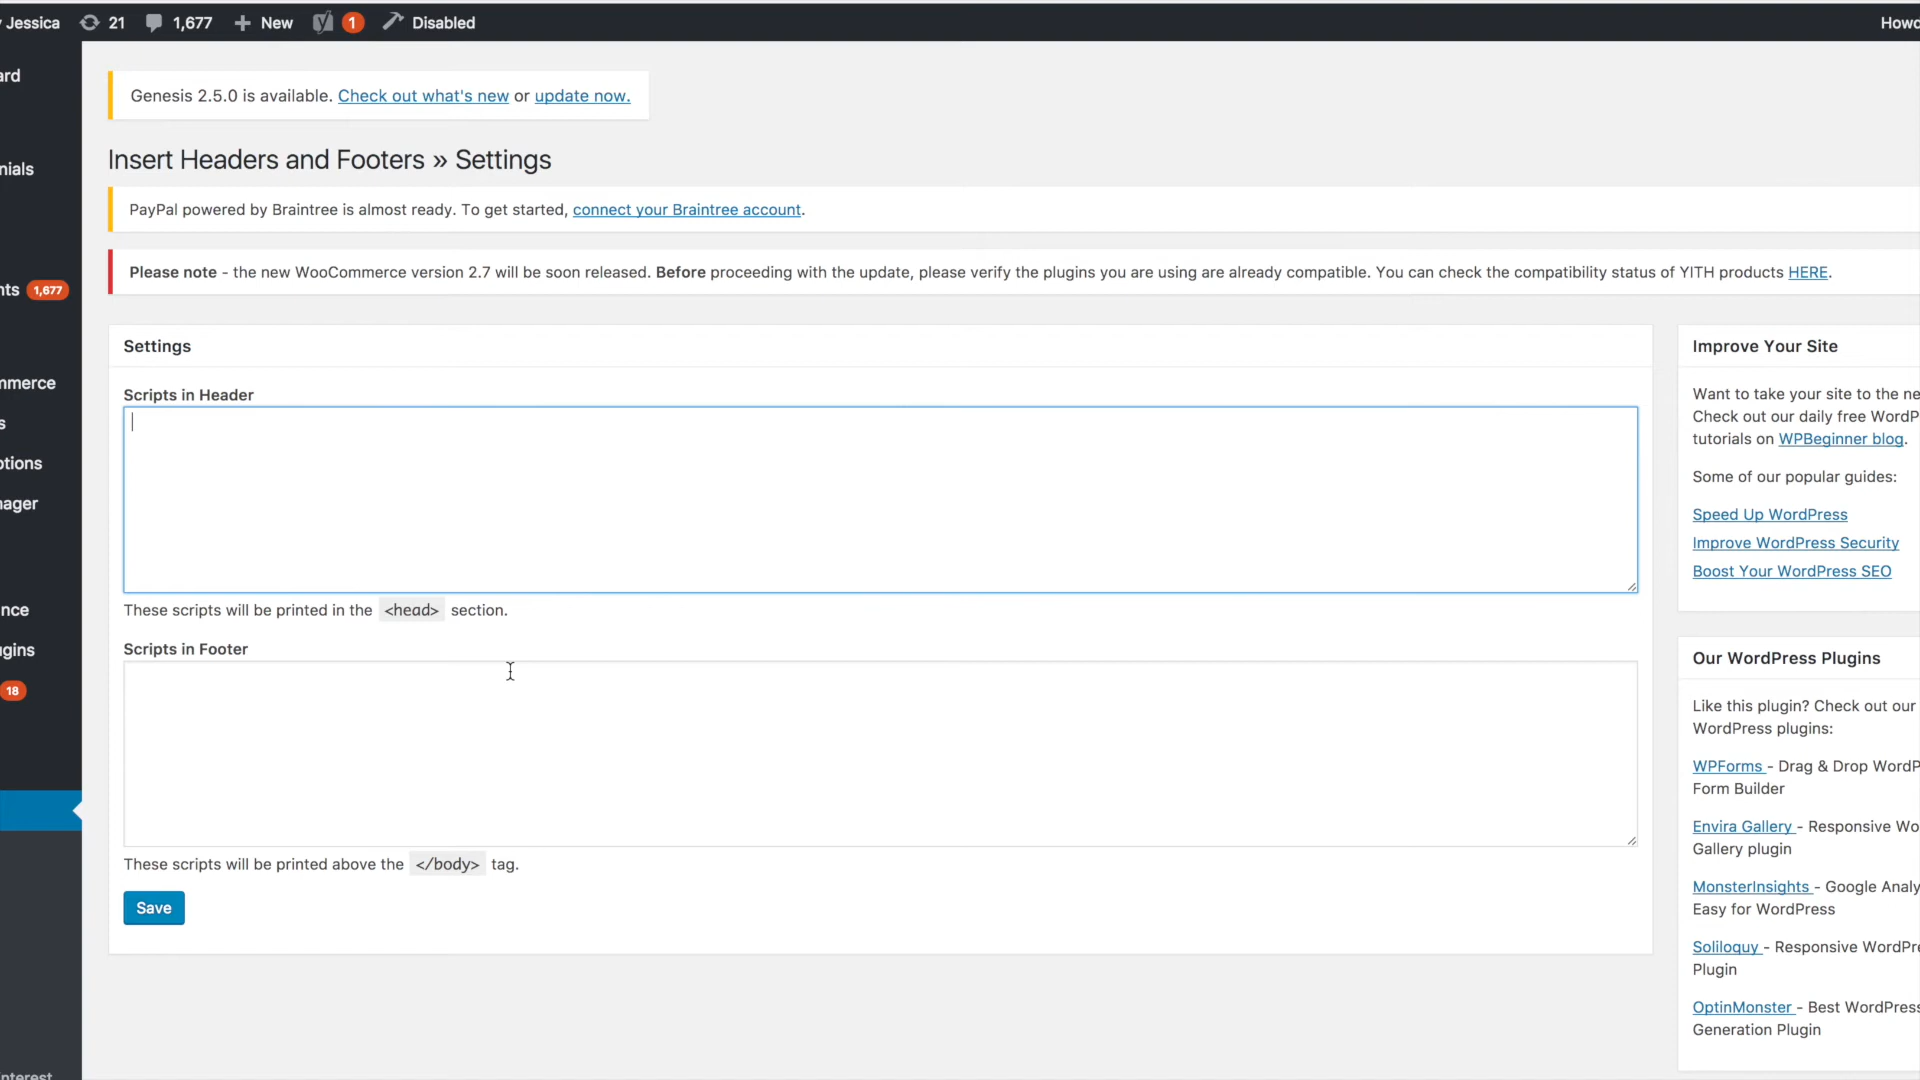 Jessica 21 1,677 New 1 Disabled Howd
ard
nials
nts 1,677
mmerce
s
ptions
nager
nce
ugins
18
nterest
Genesis 2.5.0 is available. Check out what's new or update now.
Insert Headers and Footers » Settings
PayPal powered by Braintree is almost ready. To get started, connect your Braintree account.
Please note - the new WooCommerce version 2.7 will be soon released. Before proceeding with the update, please verify the plugins you are using are already compatible. You can check the compatibility status of YITH products HERE.
Settings
Scripts in Header
These scripts will be printed in the <head> section.
Scripts in Footer
These scripts will be printed above the </body> tag.
Save
Improve Your Site
Want to take your site to the ne
Check out our daily free WordP
tutorials on WPBeginner blog.
Some of our popular guides:
Speed Up WordPress
Improve WordPress Security
Boost Your WordPress SEO
Our WordPress Plugins
Like this plugin? Check out our
WordPress plugins:
WPForms - Drag & Drop WordP
Form Builder
Envira Gallery - Responsive Wo
Gallery plugin
MonsterInsights - Google Analy
Easy for WordPress
Soliloquy - Responsive WordPre
Plugin
OptinMonster - Best WordPress
Generation Plugin